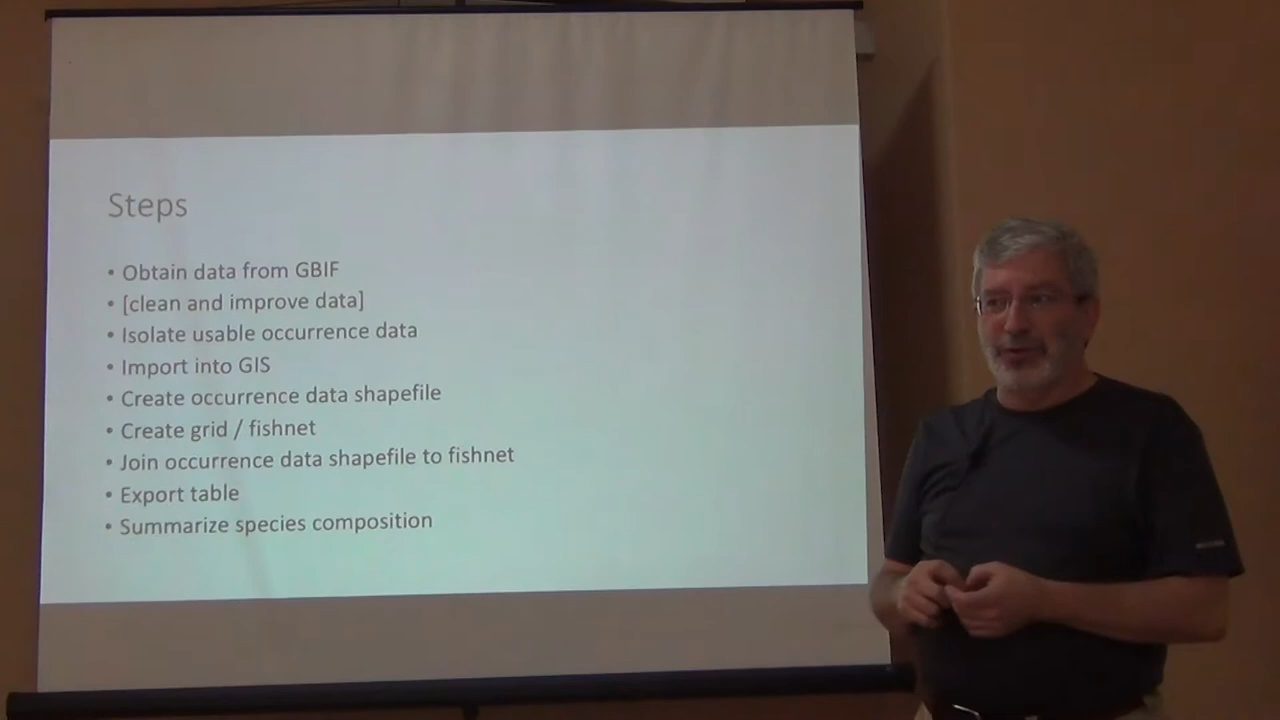 Steps
• Obtain data from GBIF
• [clean and improve data]
• Isolate usable occurrence data
• Import into GIS
• Create occurrence data shapefile
• Create grid / fishnet
• Join occurrence data shapefile to fishnet
• Export table
• Summarize species composition